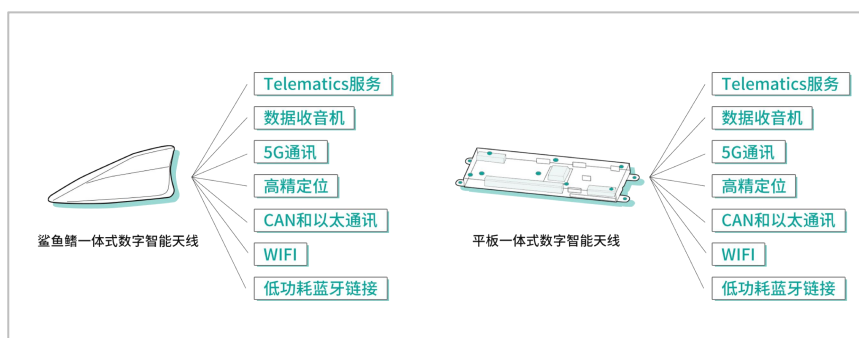 Telematics服务
数据收音机
5G通讯
高精定位
CAN和以太通讯
WIFI
低功耗蓝牙链接
鲨鱼鳍一体式数字智能天线
Telematics服务
数据收音机
5G通讯
高精定位
CAN和以太通讯
WIFI
低功耗蓝牙链接
平板一体式数字智能天线